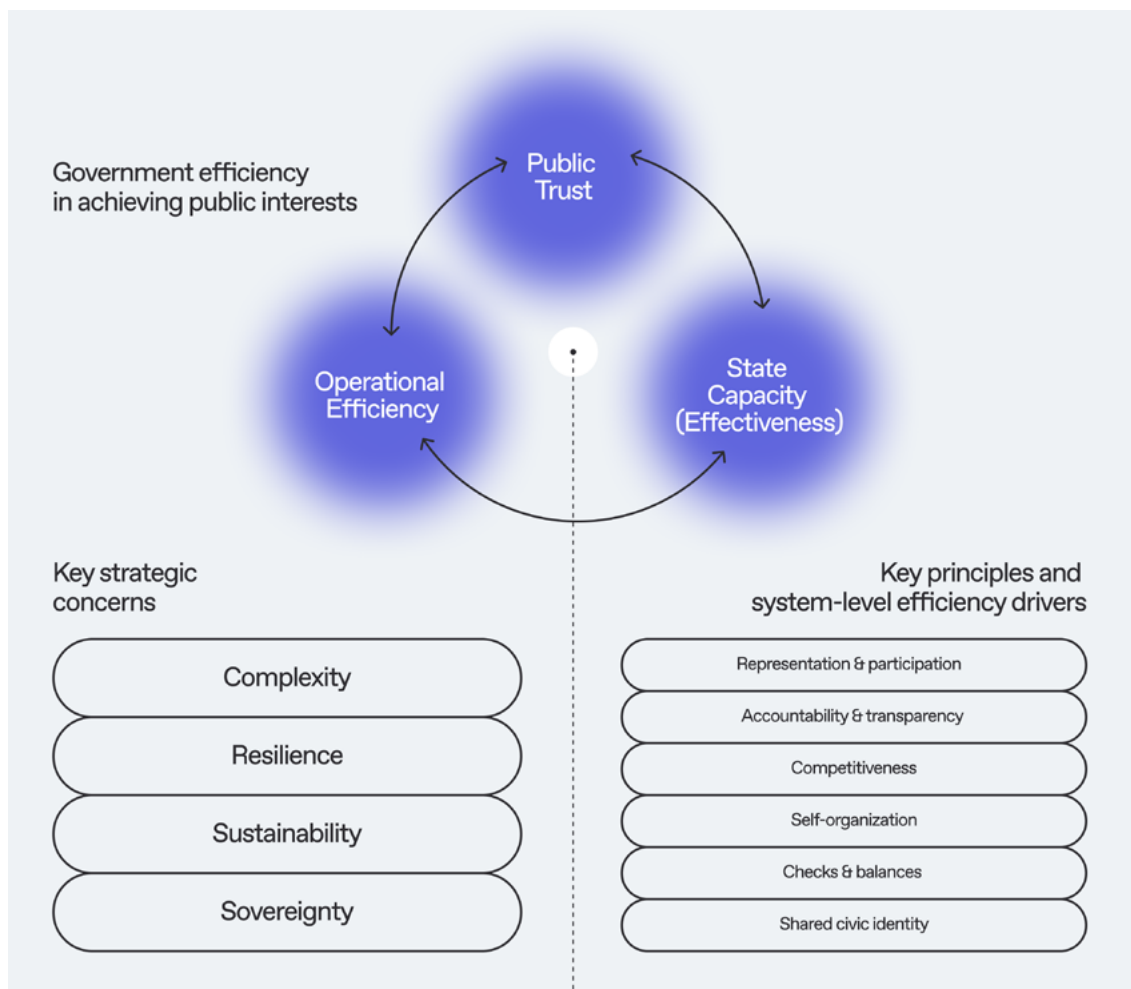 Government efficiency
in achieving public interests
Public
Trust
Operational
Efficiency
State
Capacity
(Effectiveness)
Key strategic
concerns
Complexity
Resilience
Sustainability
Sovereignty
Key principles and
system-level efficiency drivers
Representation & participation
Accountability & transparency
Competitiveness
Self-organization
Checks & balances
Shared civic identity